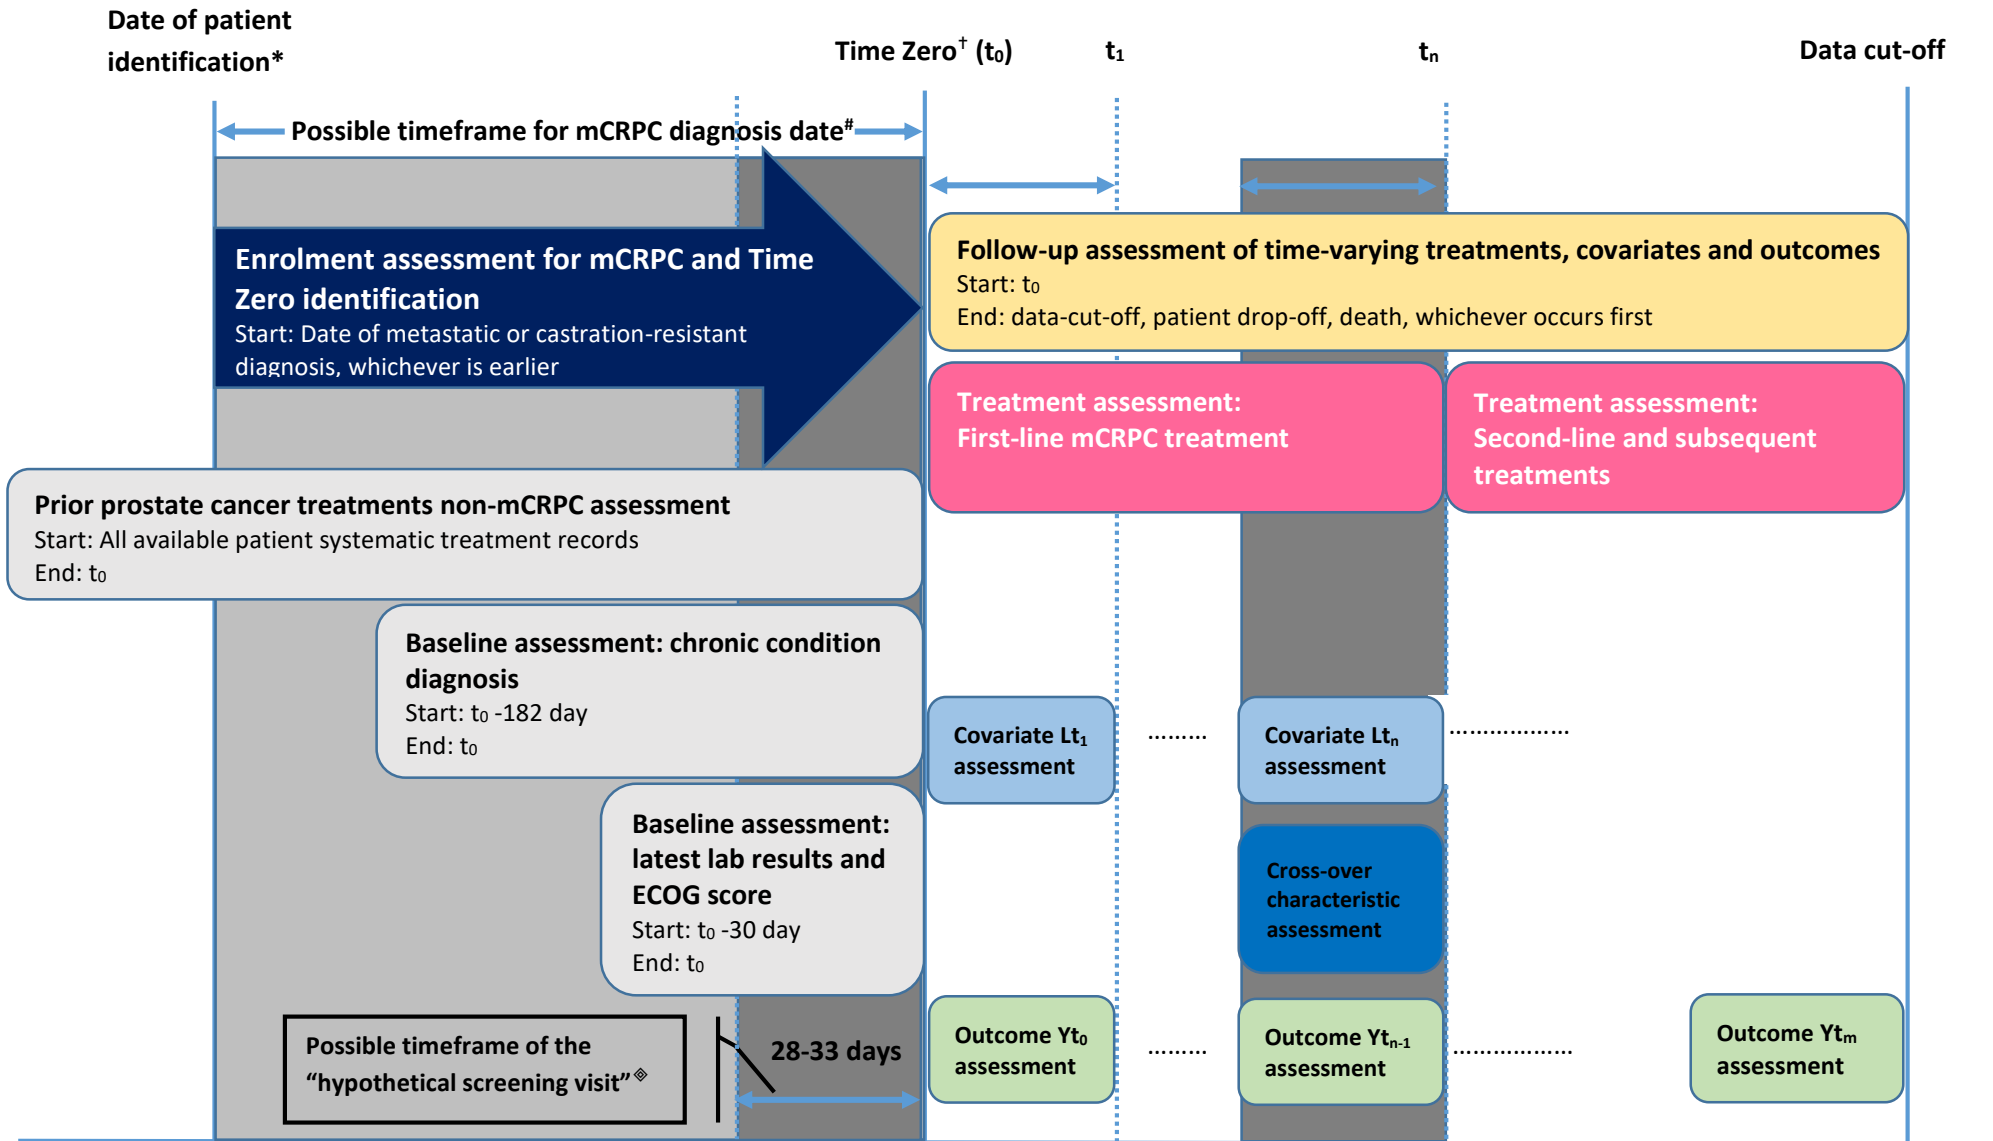 Date of patient
identification*
Time Zero† (t₀)
t₁
tₙ
Data cut-off
Possible timeframe for mCRPC diagnosis date#
Enrolment assessment for mCRPC and Time
Zero identification
Start: Date of metastatic or castration-resistant
diagnosis, whichever is earlier
Follow-up assessment of time-varying treatments, covariates and outcomes
Start: t₀
End: data-cut-off, patient drop-off, death, whichever occurs first
Treatment assessment:
First-line mCRPC treatment
Treatment assessment:
Second-line and subsequent
treatments
Prior prostate cancer treatments non-mCRPC assessment
Start: All available patient systematic treatment records
End: t₀
Baseline assessment: chronic condition
diagnosis
Start: t₀ -182 day
End: t₀
Covariate Lt₁
assessment
.........
Covariate Ltₙ
assessment
..................
Baseline assessment:
latest lab results and
ECOG score
Start: t₀ -30 day
End: t₀
Cross-over
characteristic
assessment
Possible timeframe of the
“hypothetical screening visit”◈
28-33 days
Outcome Yt₀
assessment
.........
Outcome Ytₙ₋₁
assessment
..................
Outcome Ytₘ
assessment